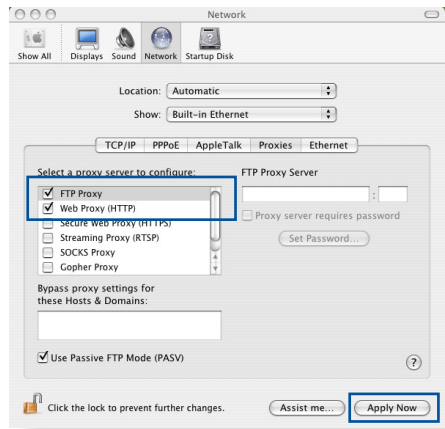 Network
Show All Displays Sound Network Startup Disk
Location: Automatic
Show: Built-in Ethernet
TCP/IP PPPoE AppleTalk Proxies Ethernet
Select a proxy server to configure:
FTP Proxy
Web Proxy (HTTP)
Secure Web Proxy (HTTPS)
Streaming Proxy (RTSP)
SOCKS Proxy
Gopher Proxy
FTP Proxy Server
:
Proxy server requires password
Set Password...
Bypass proxy settings for
these Hosts & Domains:
Use Passive FTP Mode (PASV)
?
Click the lock to prevent further changes.
Assist me... Apply Now